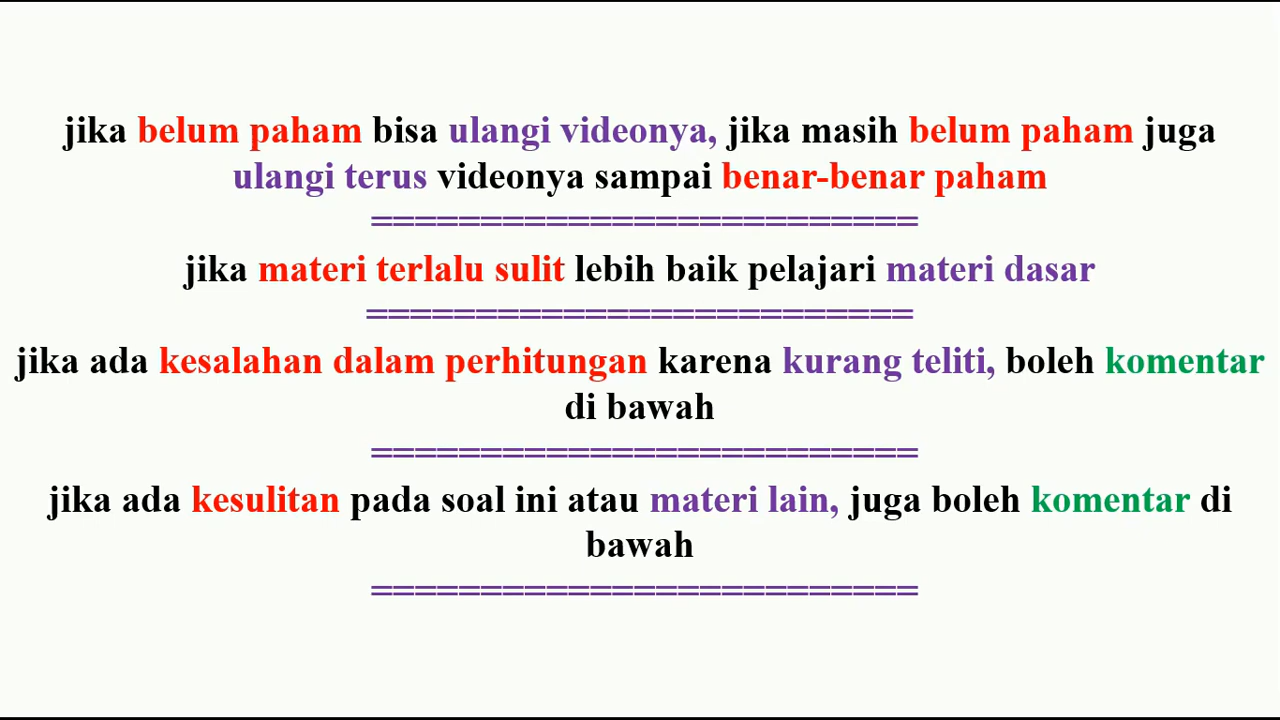 jika belum paham bisa ulangi videonya, jika masih belum paham juga
ulangi terus videonya sampai benar-benar paham
=========================
jika materi terlalu sulit lebih baik pelajari materi dasar
=========================
jika ada kesalahan dalam perhitungan karena kurang teliti, boleh komentar
di bawah
=========================
jika ada kesulitan pada soal ini atau materi lain, juga boleh komentar di
bawah
=========================